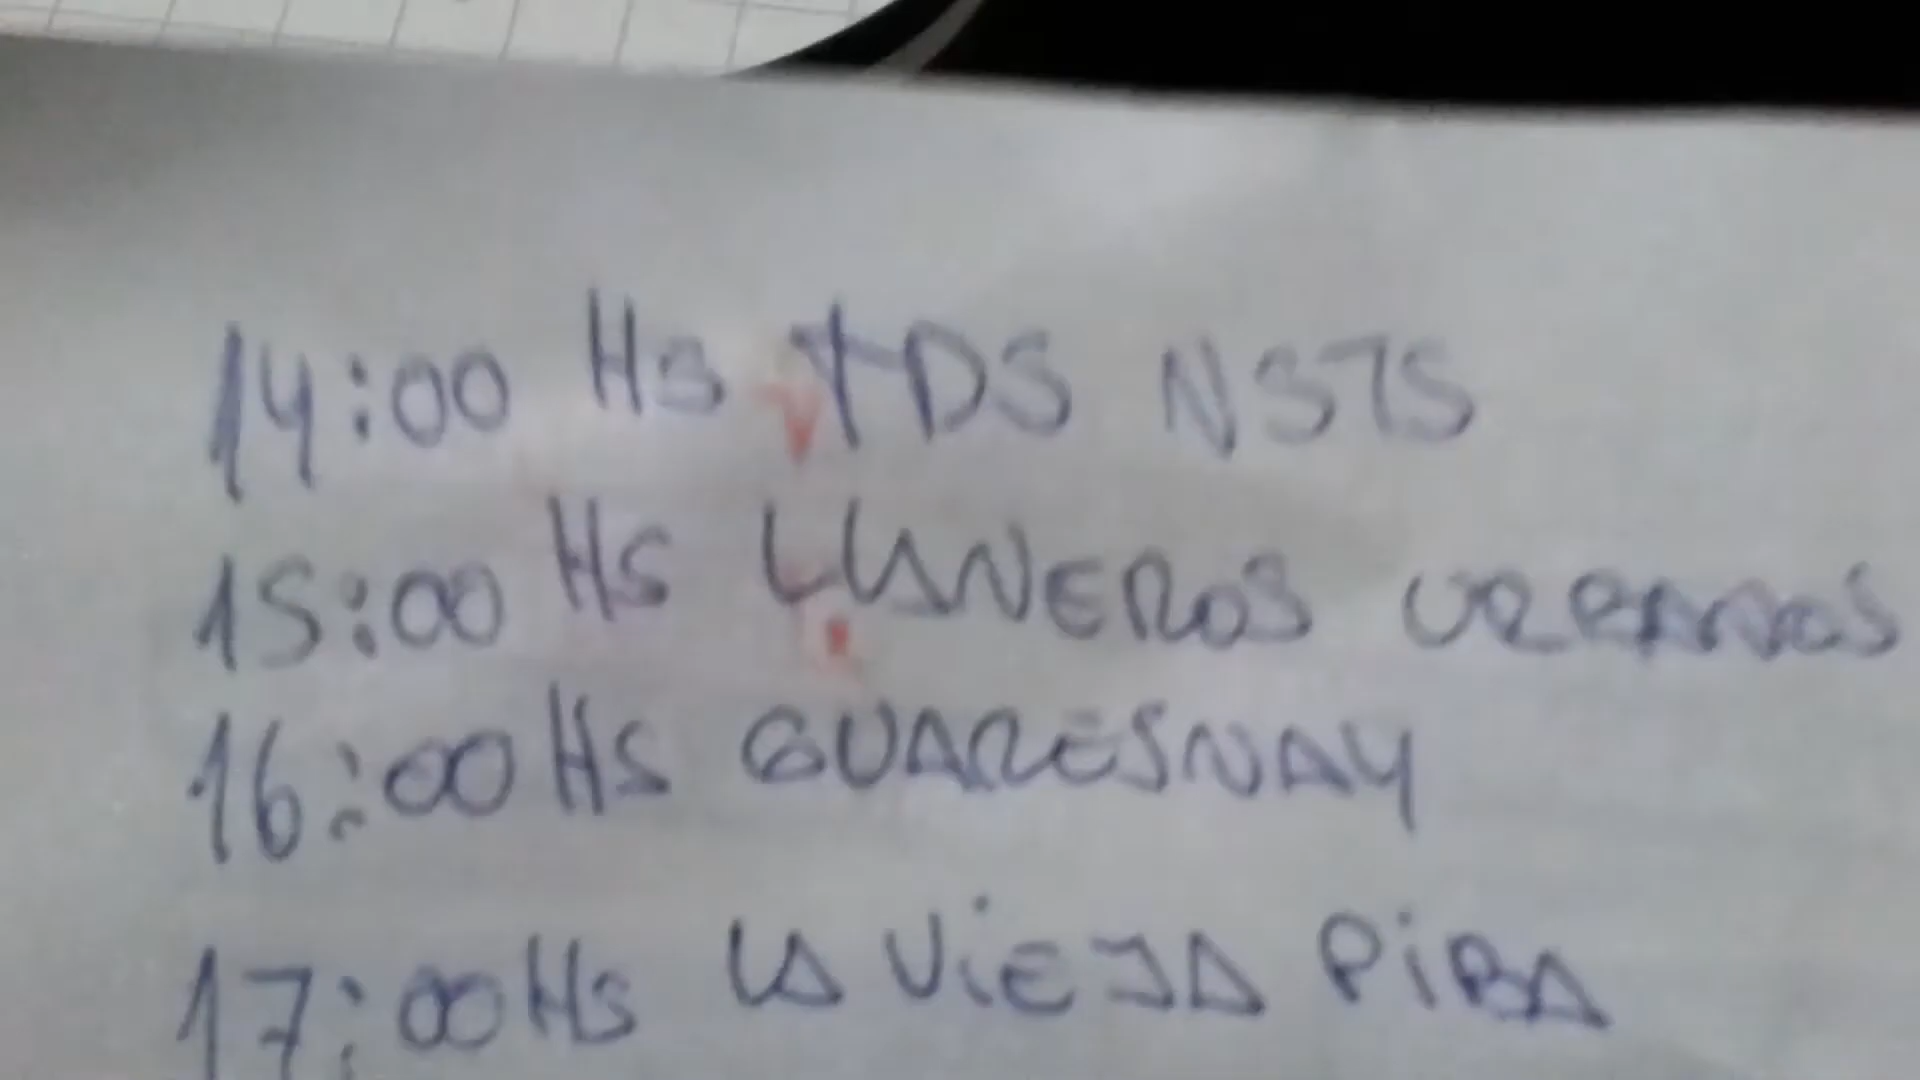 14:00 Hs TDS NSTS
15:00 Hs LLANEROS URBANOS
16:00 Hs GUARESNAY
17:00 Hs LA ViEJA PiBA